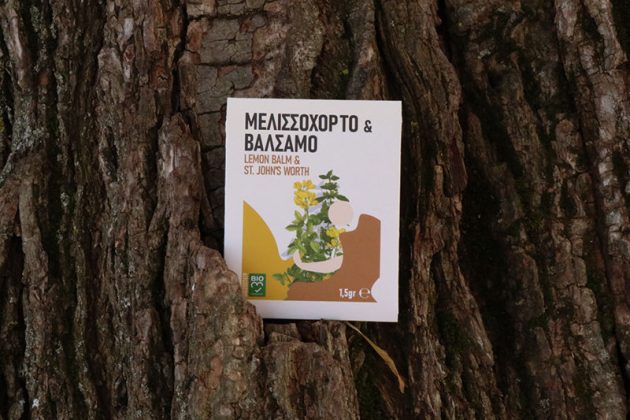 ΜΕΛΙΣΣΟΧΟΡΤΟ &
ΒΑΛΣΑΜΟ
LEMON BALM &
ST. JOHN'S WORTH
BIO
1,5gr ℮